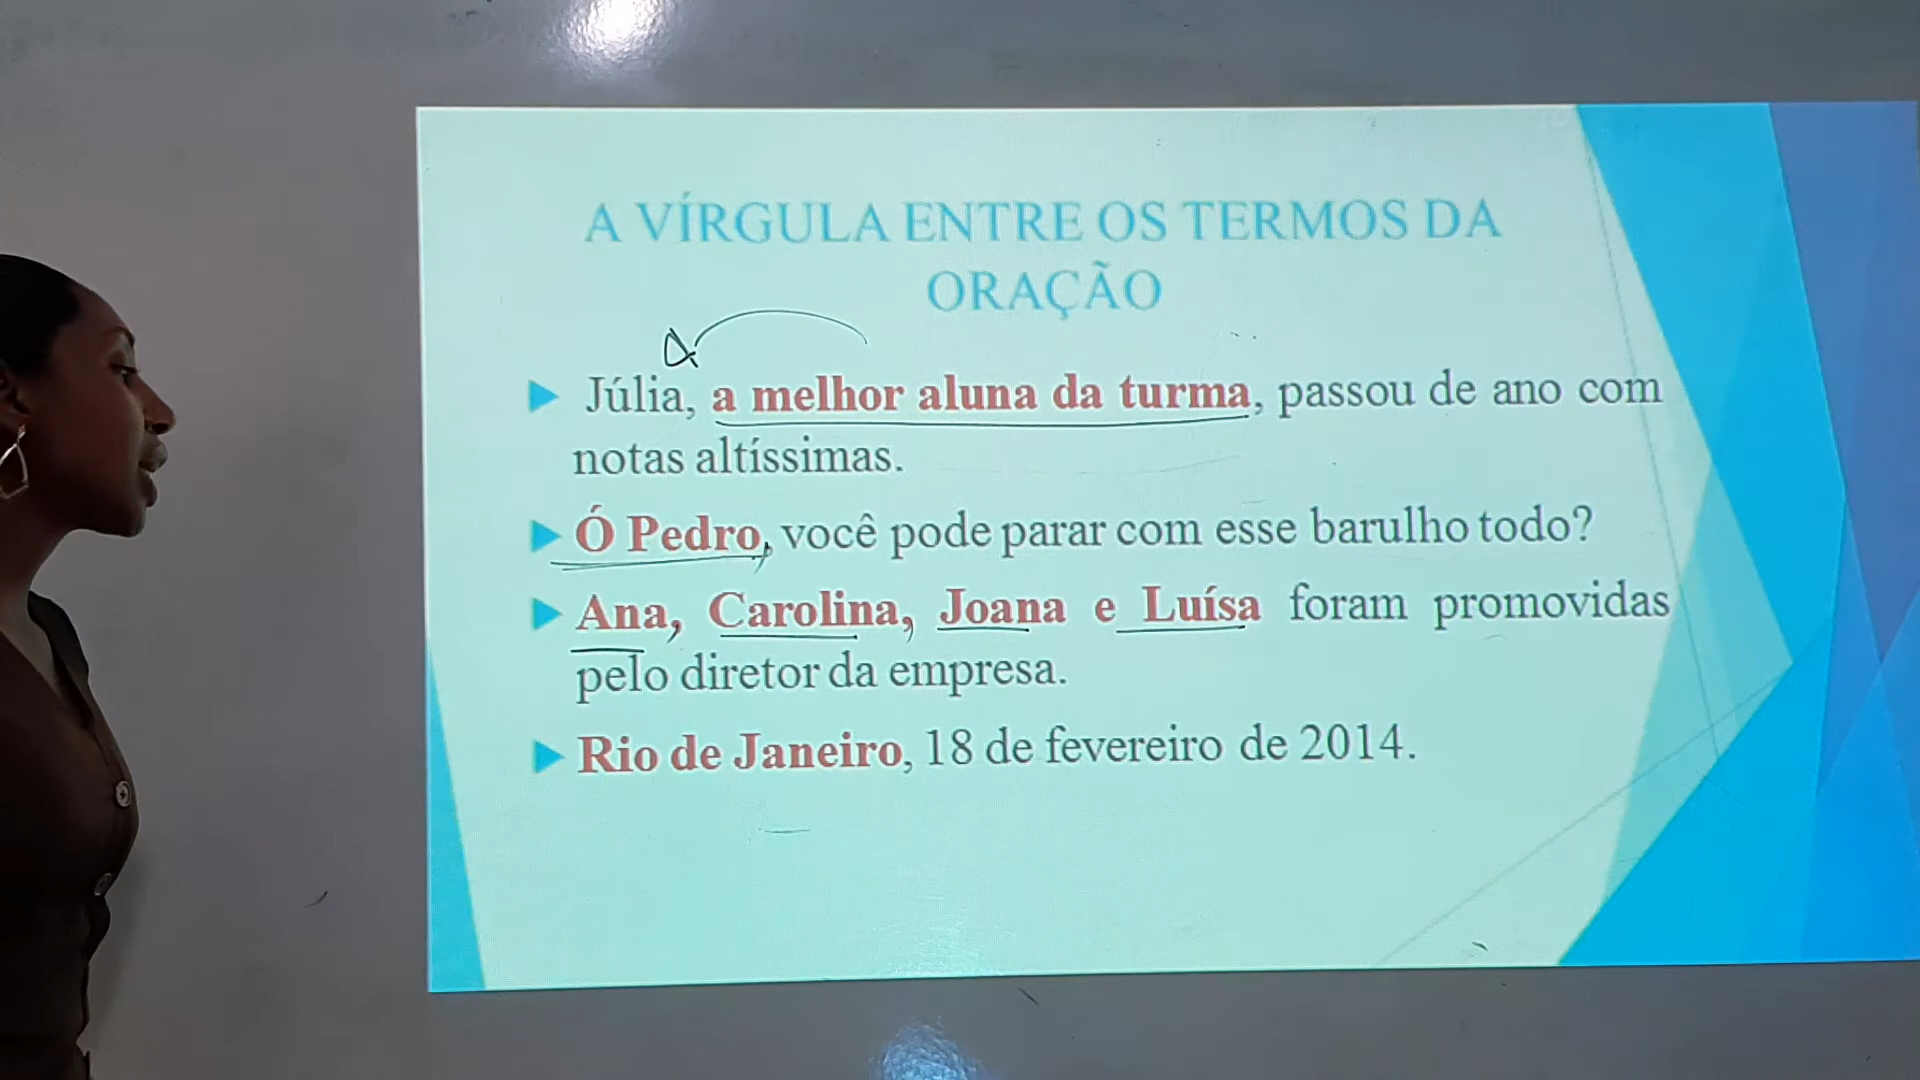 A VÍRGULA ENTRE OS TERMOS DA
ORAÇÃO
Júlia, a melhor aluna da turma, passou de ano com
notas altíssimas.
Ó Pedro, você pode parar com esse barulho todo?
Ana, Carolina, Joana e Luísa foram promovidas
pelo diretor da empresa.
Rio de Janeiro, 18 de fevereiro de 2014.